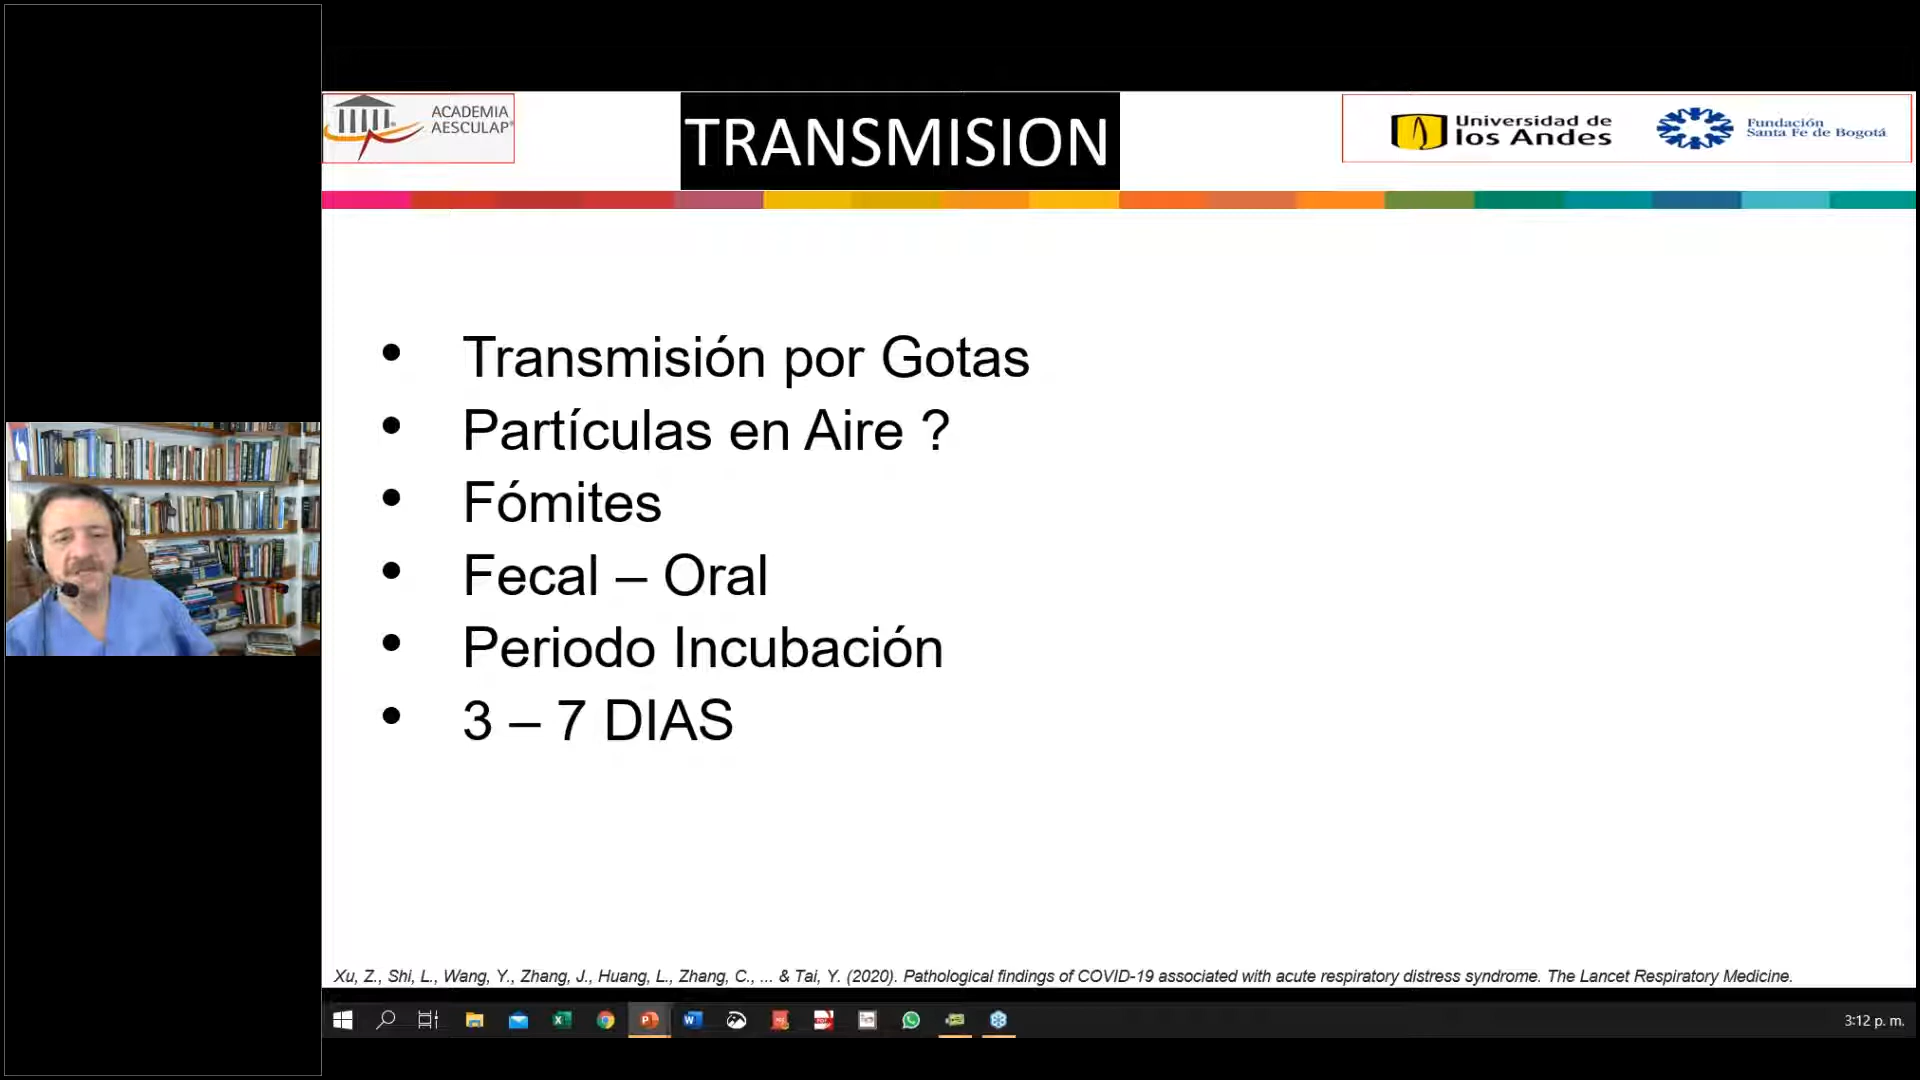 ACADEMIA
AESCULAP®
TRANSMISION
Universidad de
los Andes
Fundación
Santa Fe de Bogotá
• Transmisión por Gotas
• Partículas en Aire ?
• Fómites
• Fecal – Oral
• Periodo Incubación
• 3 – 7 DIAS
Xu, Z., Shi, L., Wang, Y., Zhang, J., Huang, L., Zhang, C., ... & Tai, Y. (2020). Pathological findings of COVID-19 associated with acute respiratory distress syndrome. The Lancet Respiratory Medicine.
3:12 p. m.